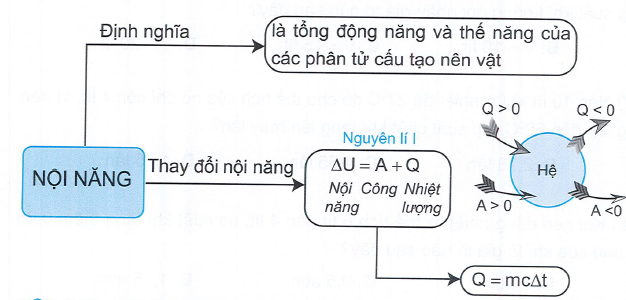 Định nghĩa
là tổng động năng và thế năng của
các phân tử cấu tạo nên vật
NỘI NĂNG
Thay đổi nội năng
Nguyên lí I
ΔU = A + Q
Nội Công Nhiệt
năng lượng
Q > 0
Q < 0
Hệ
A > 0
A <0
Q = mcΔt